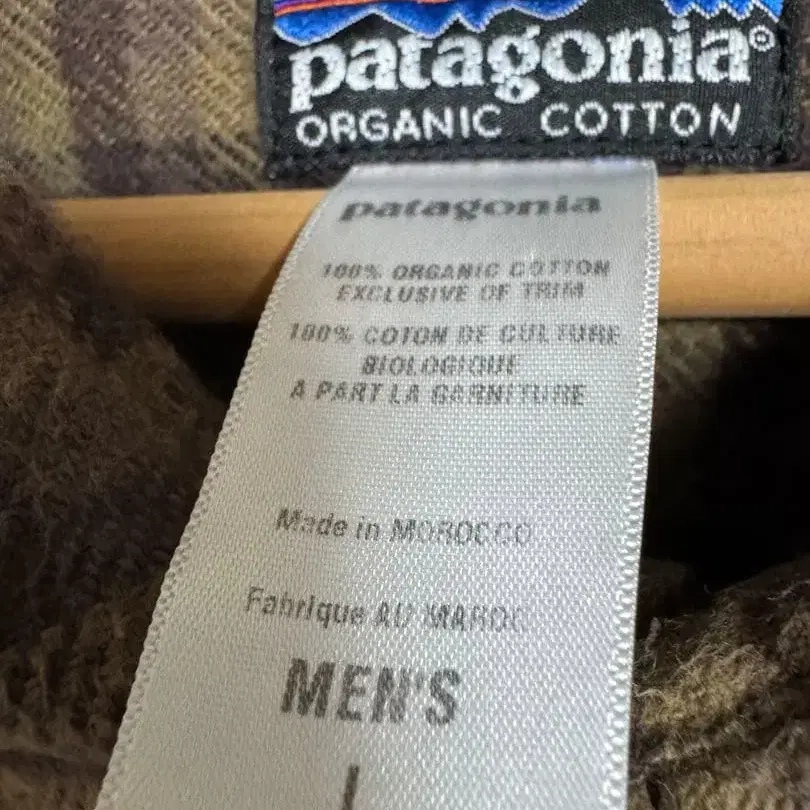 patagonia®
ORGANIC COTTON
patagonia
100% ORGANIC COTTON
EXCLUSIVE OF TRIM
100% COTON DE CULTURE
BIOLOGIQUE
A PART LA GARNITURE
Made in MOROCCO
Fabrique AU MAROC
MEN'S
L